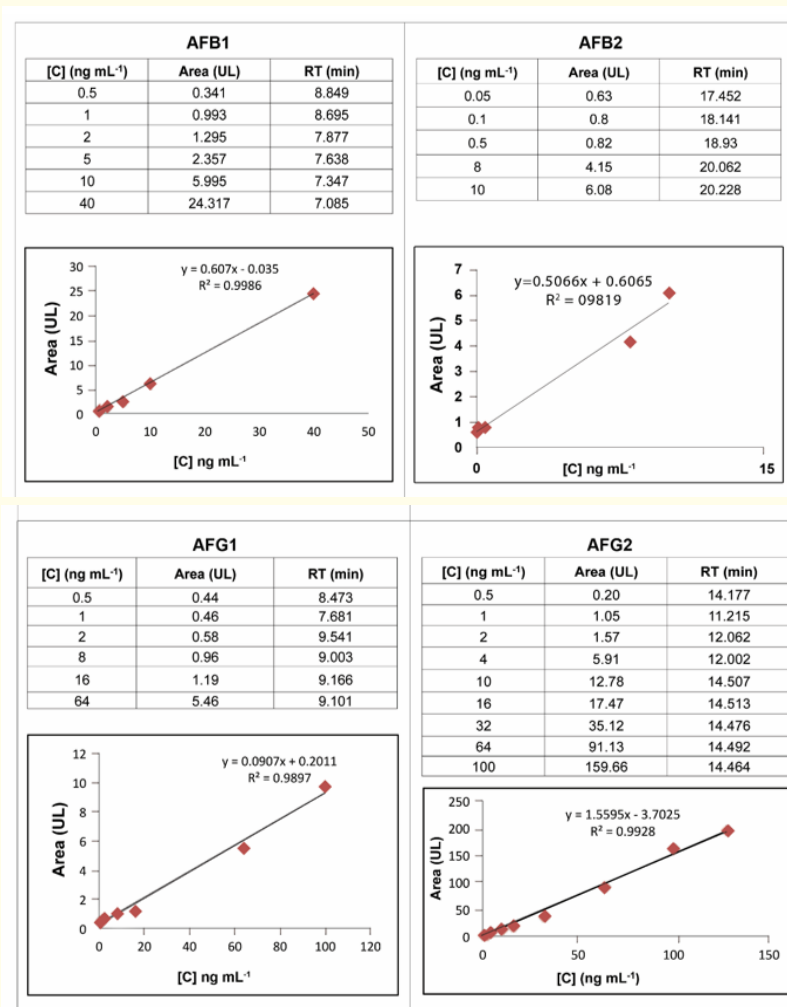 AFB1
[C] (ng mL⁻¹) Area (UL) RT (min)
0.5 0.341 8.849
1 0.993 8.695
2 1.295 7.877
5 2.357 7.638
10 5.995 7.347
40 24.317 7.085
30
25
20
15
10
5
0
Area (UL)
y = 0.607x - 0.035
R² = 0.9986
0 10 20 30 40 50
[C] ng mL⁻¹
AFB2
[C] (ng mL⁻¹) Area (UL) RT (min)
0.05 0.63 17.452
0.1 0.8 18.141
0.5 0.82 18.93
8 4.15 20.062
10 6.08 20.228
7
6
5
4
3
2
1
0
Area (UL)
y=0.5066x + 0.6065
R² = 09819
0 15
[C] ng mL⁻¹
AFG1
[C] (ng mL⁻¹) Area (UL) RT (min)
0.5 0.44 8.473
1 0.46 7.681
2 0.58 9.541
8 0.96 9.003
16 1.19 9.166
64 5.46 9.101
12
10
8
6
4
2
0
Area (UL)
y = 0.0907x + 0.2011
R² = 0.9897
0 20 40 60 80 100 120
[C] ng mL⁻¹
AFG2
[C] (ng mL⁻¹) Area (UL) RT (min)
0.5 0.20 14.177
1 1.05 11.215
2 1.57 12.062
4 5.91 12.002
10 12.78 14.507
16 17.47 14.513
32 35.12 14.476
64 91.13 14.492
100 159.66 14.464
250
200
150
100
50
0
Area (UL)
y = 1.5595x - 3.7025
R² = 0.9928
0 50 100 150
[C] (ng mL⁻¹)